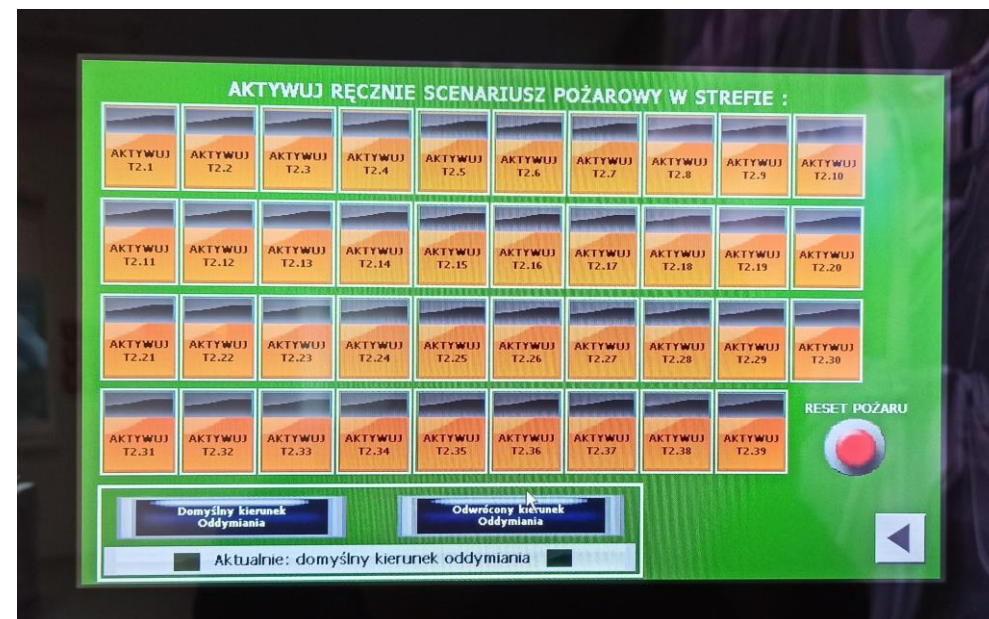 AKTYWUJ RĘCZNIE SCENARIUSZ POŻAROWY W STREFIE :
AKTYWUJ T2.1
AKTYWUJ T2.2
AKTYWUJ T2.3
AKTYWUJ T2.4
AKTYWUJ T2.5
AKTYWUJ T2.6
AKTYWUJ T2.7
AKTYWUJ T2.8
AKTYWUJ T2.9
AKTYWUJ T2.10
AKTYWUJ T2.11
AKTYWUJ T2.12
AKTYWUJ T2.13
AKTYWUJ T2.14
AKTYWUJ T2.15
AKTYWUJ T2.16
AKTYWUJ T2.17
AKTYWUJ T2.18
AKTYWUJ T2.19
AKTYWUJ T2.20
AKTYWUJ T2.21
AKTYWUJ T2.22
AKTYWUJ T2.23
AKTYWUJ T2.24
AKTYWUJ T2.25
AKTYWUJ T2.26
AKTYWUJ T2.27
AKTYWUJ T2.28
AKTYWUJ T2.29
AKTYWUJ T2.30
AKTYWUJ T2.31
AKTYWUJ T2.32
AKTYWUJ T2.33
AKTYWUJ T2.34
AKTYWUJ T2.35
AKTYWUJ T2.36
AKTYWUJ T2.37
AKTYWUJ T2.38
AKTYWUJ T2.39
RESET POŻARU
Domyślny kierunek
Oddymiania
Odwrócony kierunek
Oddymiania
Aktualnie: domyślny kierunek oddymiania